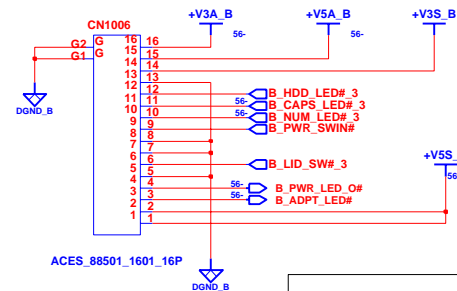 CN1006
+V3A_B
+V5A_B
+V3S_B
56-
56-
G2 G 16 16
G1 G 15 15
14 14
13 13
12 12 B_HDD_LED#_3
11 11 56- B_CAPS_LED#_3
10 10 56- B_NUM_LED#_3
9 9 56- B_PWR_SWIN#
8 8
7 7
6 6 B_LID_SW#_3
5 5
4 4 56- B_PWR_LED_O#
3 3 56- B_ADPT_LED#
2 2
1 1
+V5S_
56
DGND_B
ACES_88501_1601_16P
DGND_B